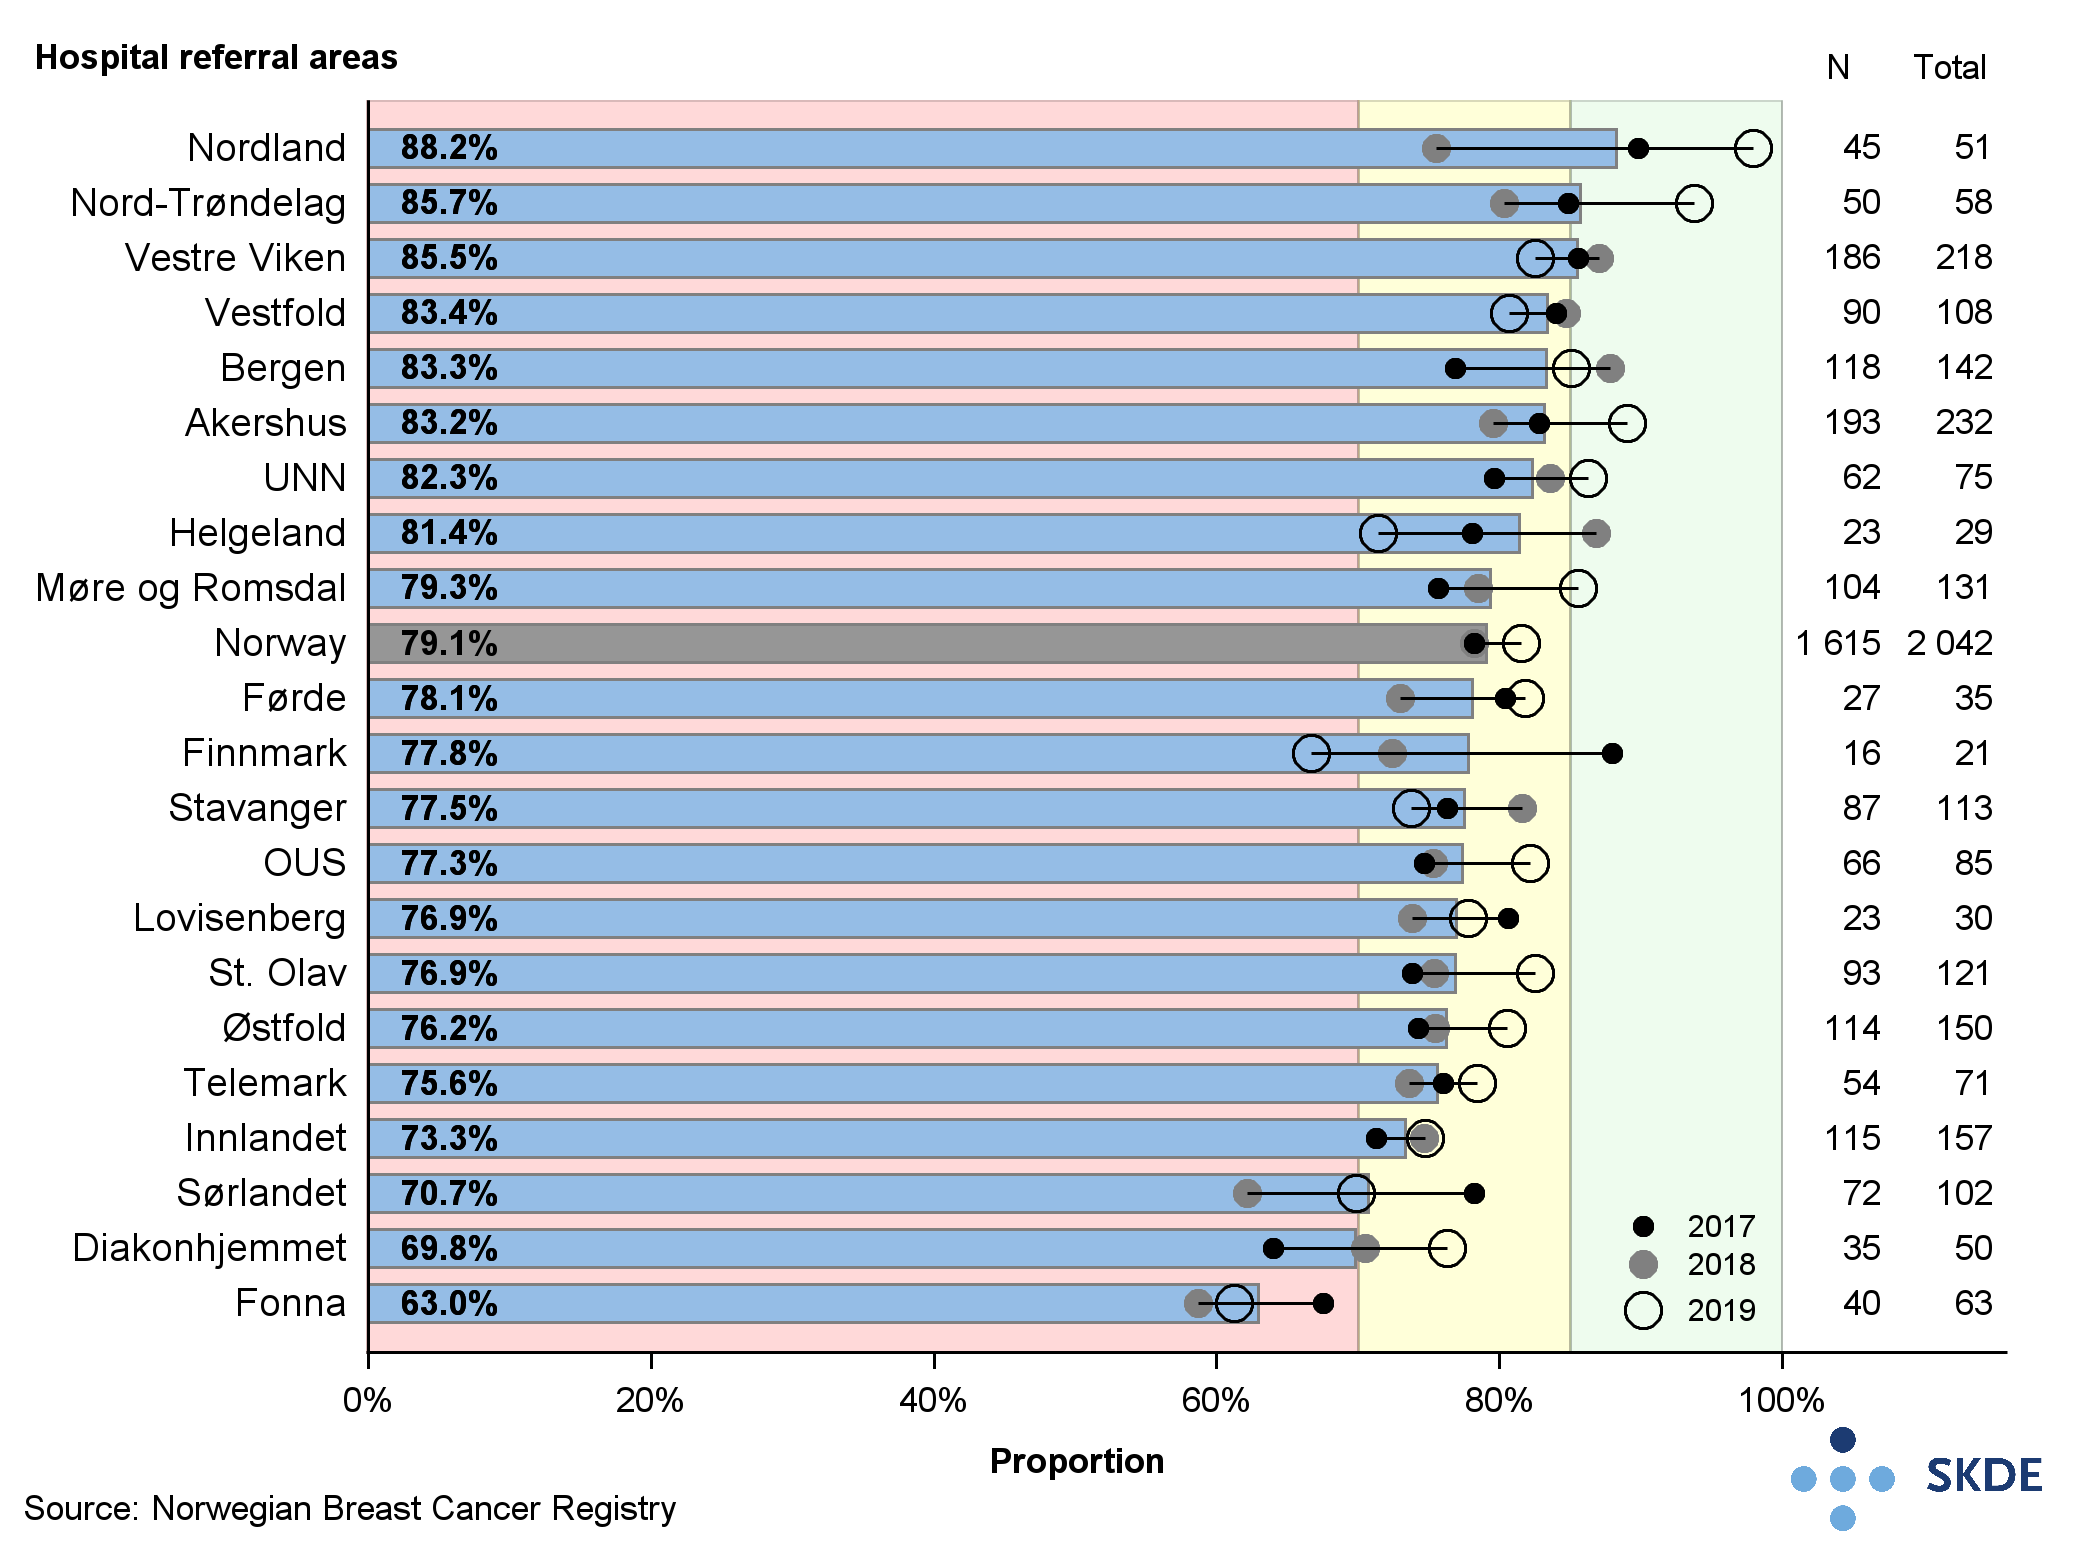 Hospital referral areas N Total
Nordland 88.2% 45 51
Nord-Trøndelag 85.7% 50 58
Vestre Viken 85.5% 186 218
Vestfold 83.4% 90 108
Bergen 83.3% 118 142
Akershus 83.2% 193 232
UNN 82.3% 62 75
Helgeland 81.4% 23 29
Møre og Romsdal 79.3% 104 131
Norway 79.1% 1 615 2 042
Førde 78.1% 27 35
Finnmark 77.8% 16 21
Stavanger 77.5% 87 113
OUS 77.3% 66 85
Lovisenberg 76.9% 23 30
St. Olav 76.9% 93 121
Østfold 76.2% 114 150
Telemark 75.6% 54 71
Innlandet 73.3% 115 157
Sørlandet 70.7% 72 102
Diakonhjemmet 69.8% 35 50
Fonna 63.0% 40 63
2017
2018
2019
0% 20% 40% 60% 80% 100%
Proportion
SKDE
Source: Norwegian Breast Cancer Registry